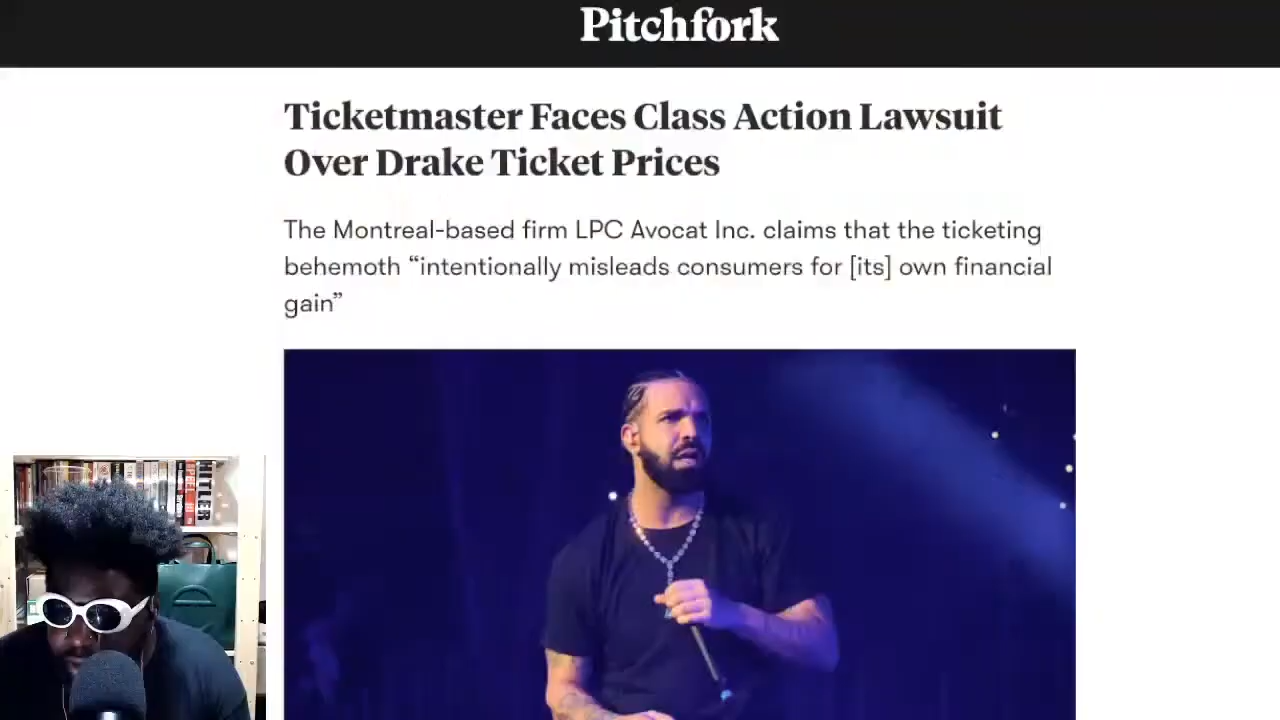 Pitchfork
Ticketmaster Faces Class Action Lawsuit
Over Drake Ticket Prices
The Montreal-based firm LPC Avocat Inc. claims that the ticketing
behemoth “intentionally misleads consumers for [its] own financial
gain”
HITLER